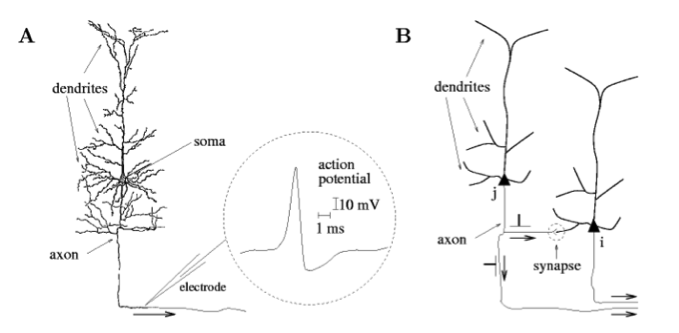 A
dendrites
soma
action
potential
10 mV
1 ms
axon
electrode
B
dendrites
j
axon
i
synapse